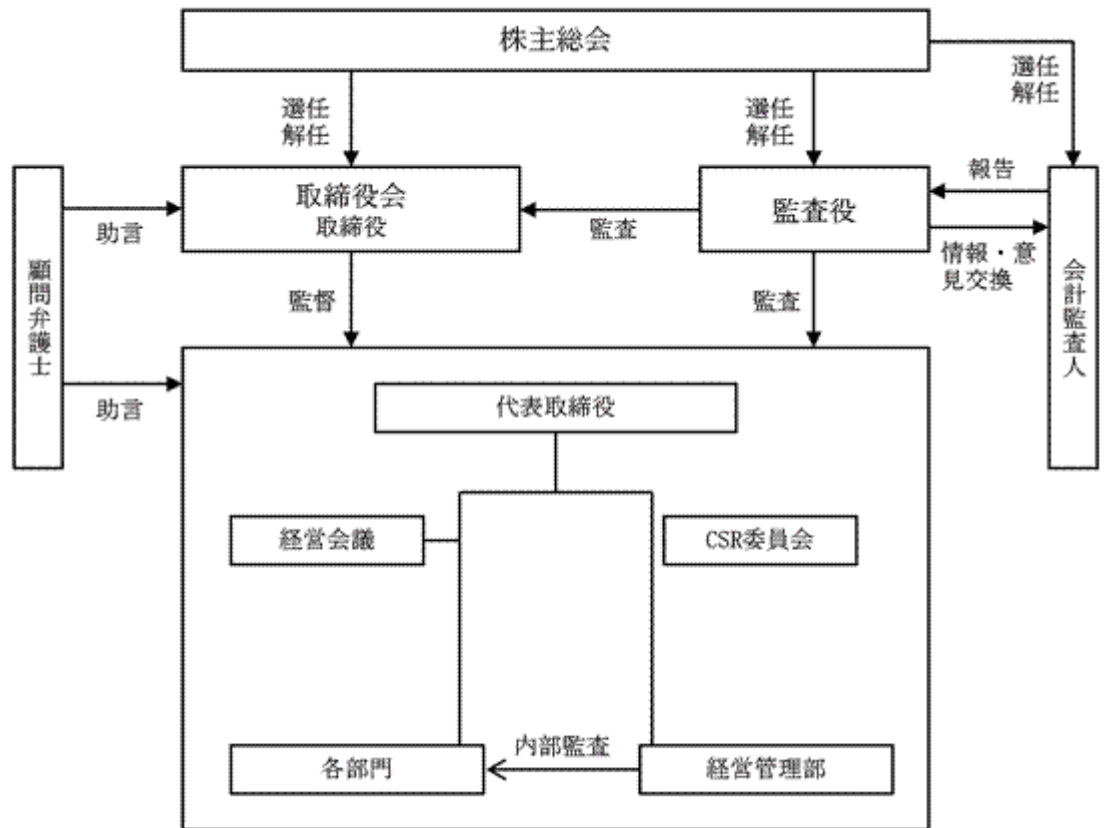 株主総会
選任
解任
選任
解任
選任
解任
取締役会
取締役
監査役
報告
助言
監査
情報・意
見交換
顧問弁護士
会計監査人
監督
監査
助言
代表取締役
経営会議
CSR委員会
内部監査
各部門
経営管理部